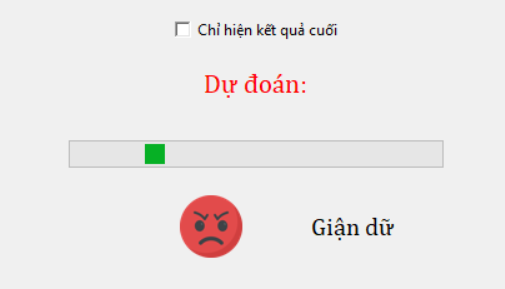 Chỉ hiện kết quả cuối
Dự đoán:
Giận dữ